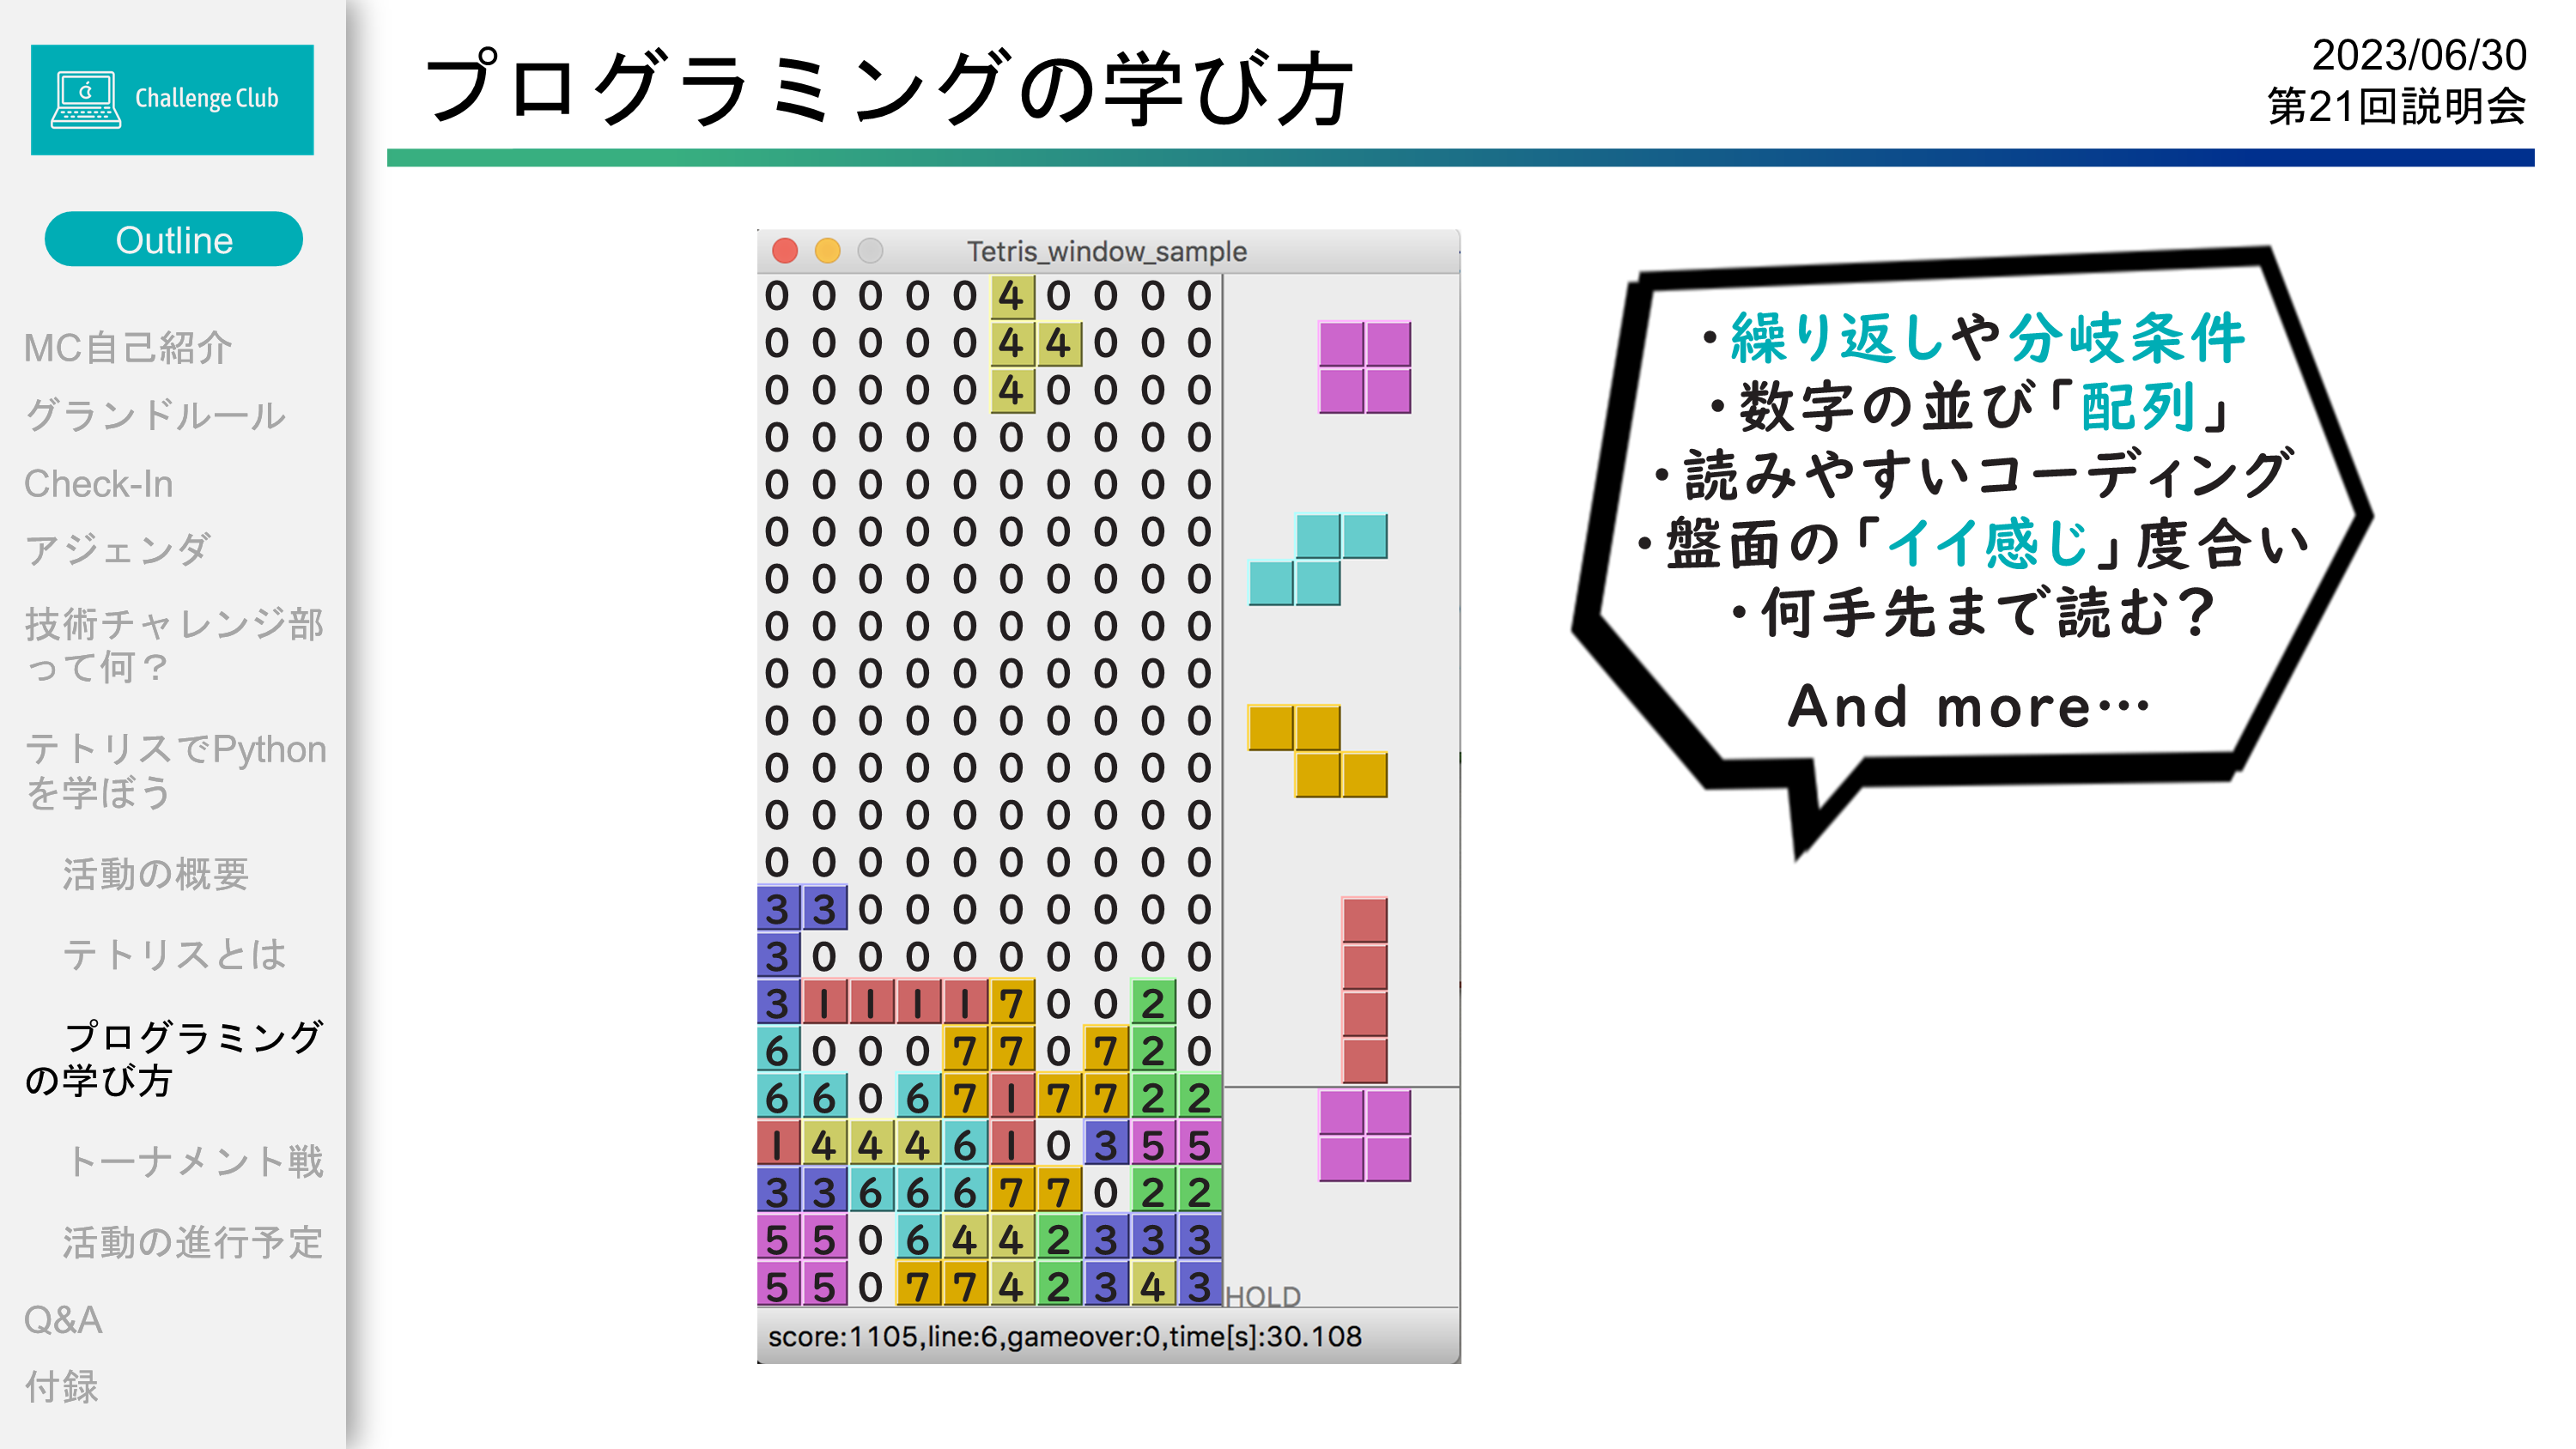 Challenge Club
Outline
MC自己紹介
グランドルール
Check-In
アジェンダ
技術チャレンジ部
って何？
テトリスでPython
を学ぼう
活動の概要
テトリスとは
プログラミング
の学び方
トーナメント戦
活動の進行予定
Q&A
付録
プログラミングの学び方
2023/06/30
第21回説明会
Tetris_window_sample
0 0 0 0 0 4 0 0 0 0
0 0 0 0 0 4 4 0 0 0
0 0 0 0 0 4 0 0 0 0
0 0 0 0 0 0 0 0 0 0
0 0 0 0 0 0 0 0 0 0
0 0 0 0 0 0 0 0 0 0
0 0 0 0 0 0 0 0 0 0
0 0 0 0 0 0 0 0 0 0
0 0 0 0 0 0 0 0 0 0
0 0 0 0 0 0 0 0 0 0
0 0 0 0 0 0 0 0 0 0
0 0 0 0 0 0 0 0 0 0
0 0 0 0 0 0 0 0 0 0
3 3 0 0 0 0 0 0 0 0
3 0 0 0 0 0 0 0 0 0
3 1 1 1 1 7 0 0 2 0
6 0 0 0 7 7 0 7 2 0
6 6 0 6 7 1 7 7 2 2
1 4 4 4 6 1 0 3 5 5
3 3 6 6 6 7 7 0 2 2
5 5 0 6 4 4 2 3 3 3
5 5 0 7 7 4 2 3 4 3
HOLD
score:1105,line:6,gameover:0,time[s]:30.108
・繰り返しや分岐条件
・数字の並び「配列」
・読みやすいコーディング
・盤面の「イイ感じ」度合い
・何手先まで読む？
And more…